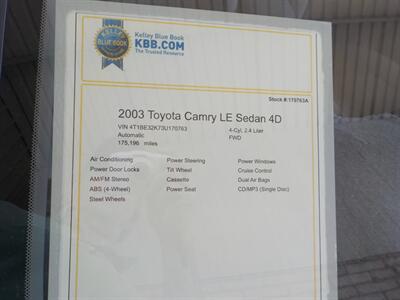 KELLEY
BLUE BOOK
Kelley Blue Book
KBB.COM
The Trusted Resource
Stock #:170763A
2003 Toyota Camry LE Sedan 4D
VIN 4T1BE32K73U170763 4-Cyl, 2.4 Liter
Automatic FWD
175,196 miles
Air Conditioning Power Steering Power Windows
Power Door Locks Tilt Wheel Cruise Control
AM/FM Stereo Cassette Dual Air Bags
ABS (4-Wheel) Power Seat CD/MP3 (Single Disc)
Steel Wheels